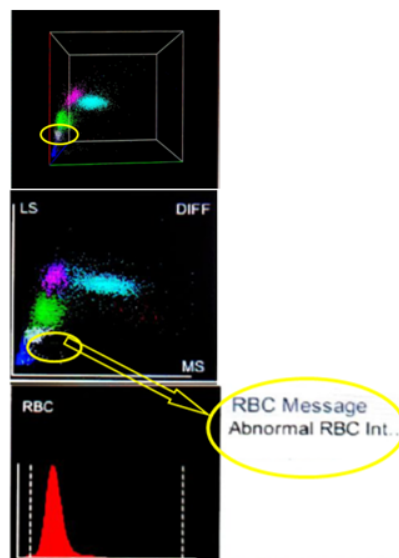 LS DIFF
MS
RBC
RBC Message
Abnormal RBC Int...